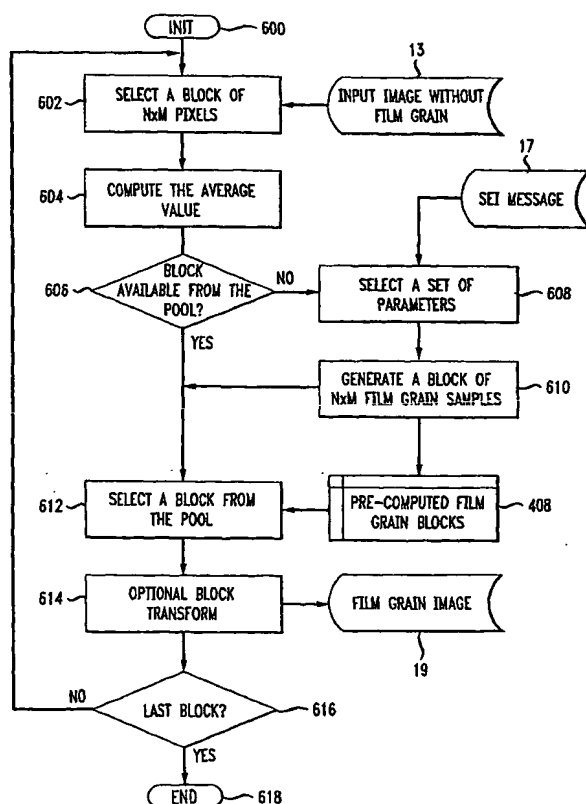 INIT
600
13
602
SELECT A BLOCK OF
NxM PIXELS
INPUT IMAGE WITHOUT
FILM GRAIN
17
604
COMPUTE THE AVERAGE
VALUE
SEI MESSAGE
606
BLOCK
AVAILABLE FROM THE
POOL?
NO
SELECT A SET OF
PARAMETERS
608
YES
GENERATE A BLOCK OF
NxM FILM GRAIN SAMPLES
610
612
SELECT A BLOCK FROM
THE POOL
PRE-COMPUTED FILM
GRAIN BLOCKS
408
614
OPTIONAL BLOCK
TRANSFORM
FILM GRAIN IMAGE
19
NO
LAST BLOCK?
616
YES
END
618